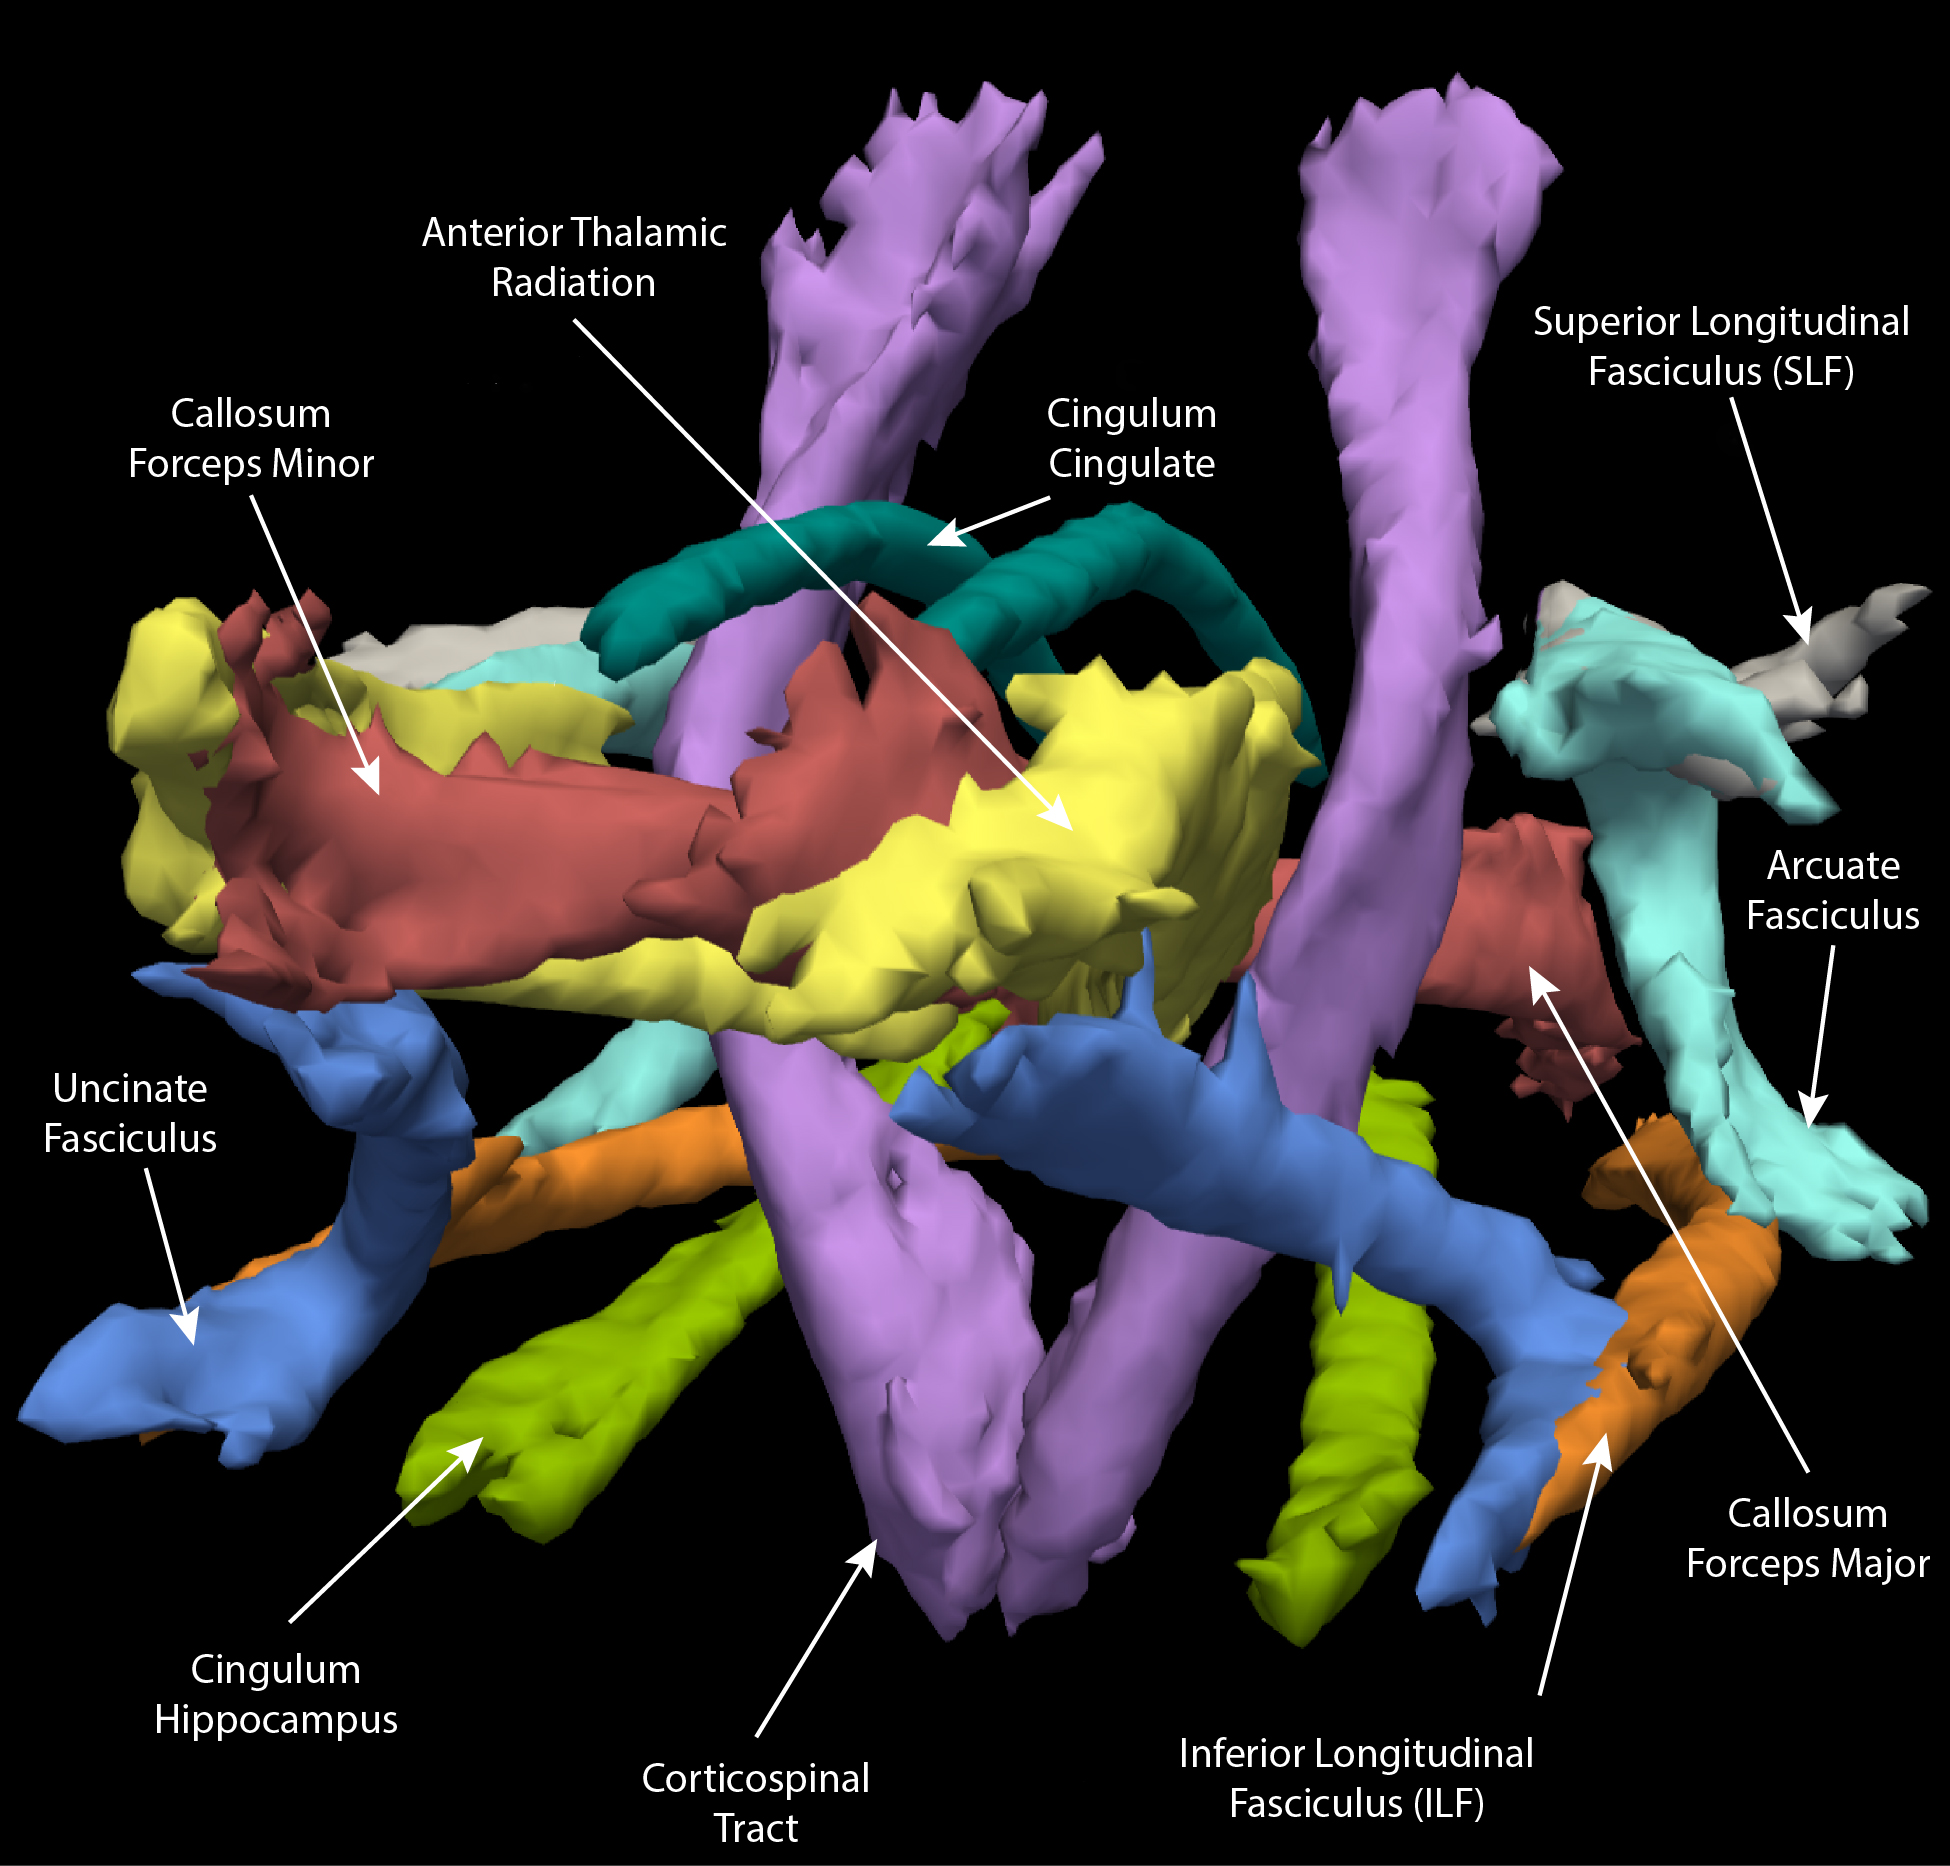 Anterior Thalamic
Radiation
Superior Longitudinal
Fasciculus (SLF)
Callosum
Forceps Minor
Cingulum
Cingulate
Arcuate
Fasciculus
Uncinate
Fasciculus
Callosum
Forceps Major
Cingulum
Hippocampus
Inferior Longitudinal
Fasciculus (ILF)
Corticospinal
Tract